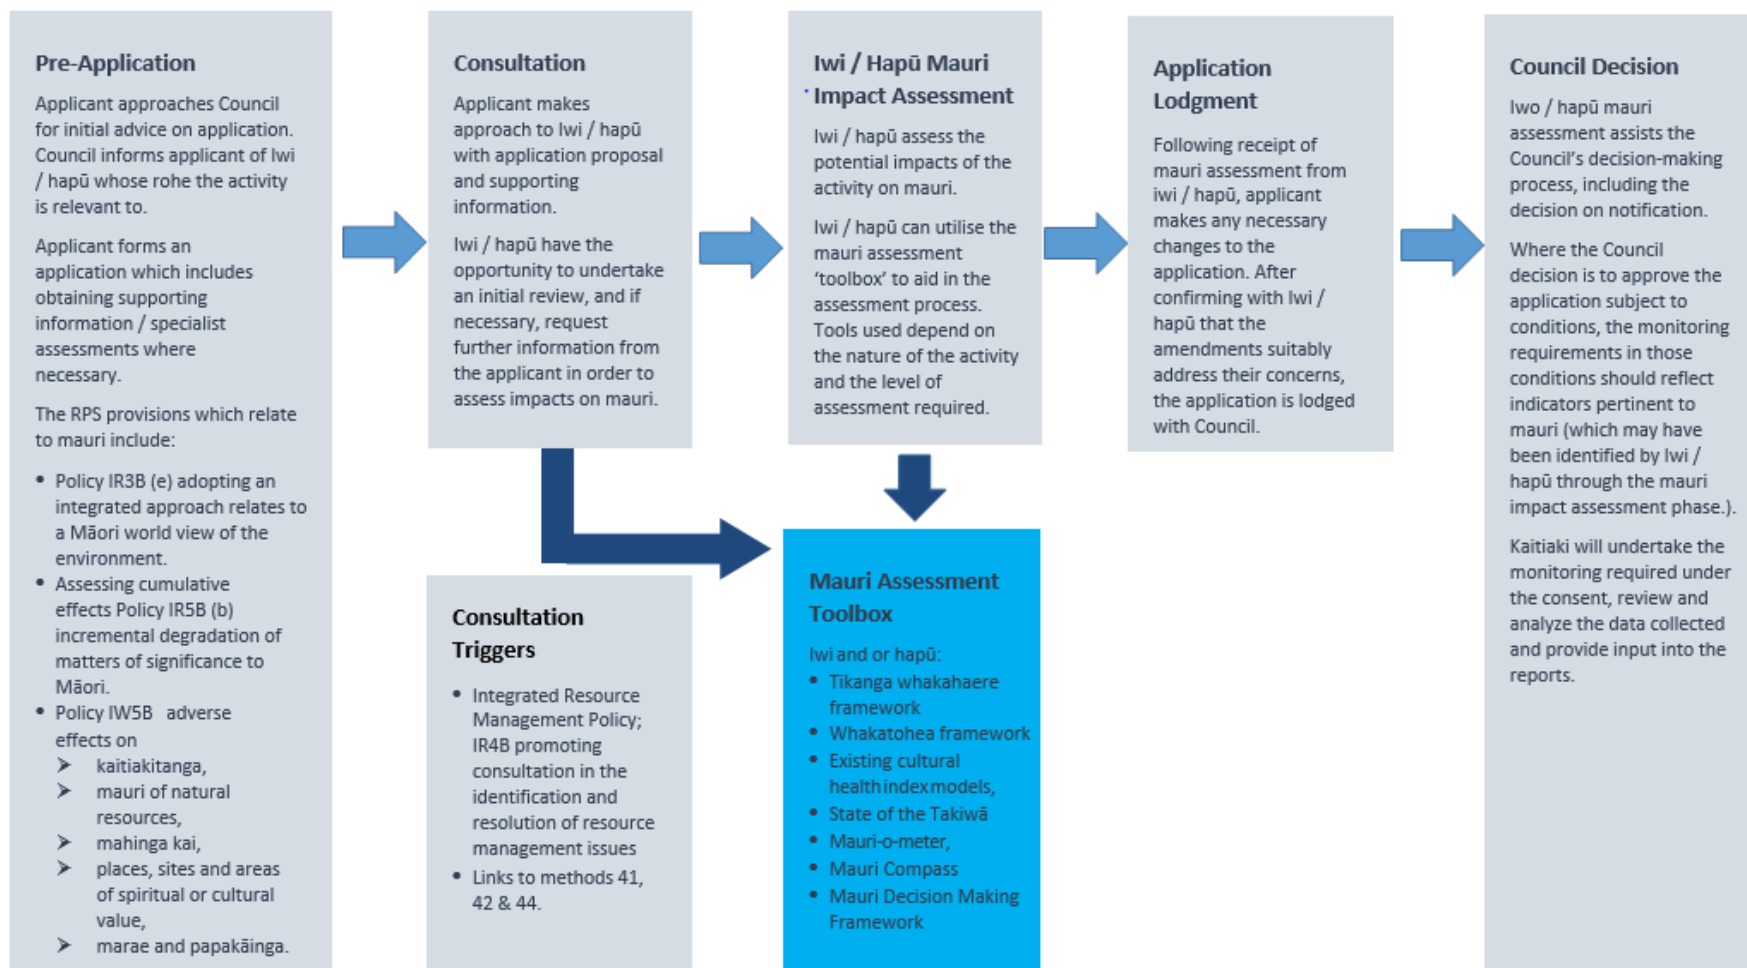 Pre-Application
Applicant approaches Council
for initial advice on application.
Council informs applicant of Iwi
/ hapū whose rohe the activity
is relevant to.
Applicant forms an
application which includes
obtaining supporting
information / specialist
assessments where
necessary.
The RPS provisions which relate
to mauri include:
• Policy IR3B (e) adopting an
integrated approach relates to
a Māori world view of the
environment.
• Assessing cumulative
effects Policy IR5B (b)
incremental degradation of
matters of significance to
Māori.
• Policy IW5B adverse
effects on
➢ kaitiakitanga,
➢ mauri of natural
resources,
➢ mahinga kai,
➢ places, sites and areas
of spiritual or cultural
value,
➢ marae and papakāinga.
Consultation
Applicant makes
approach to Iwi / hapū
with application proposal
and supporting
information.
Iwi / hapū have the
opportunity to undertake
an initial review, and if
necessary, request
further information from
the applicant in order to
assess impacts on mauri.
Consultation
Triggers
• Integrated Resource
Management Policy;
IR4B promoting
consultation in the
identification and
resolution of resource
management issues
• Links to methods 41,
42 & 44.
Iwi / Hapū Mauri
Impact Assessment
Iwi / hapū assess the
potential impacts of the
activity on mauri.
Iwi / hapū can utilise the
mauri assessment
'toolbox' to aid in the
assessment process.
Tools used depend on
the nature of the activity
and the level of
assessment required.
Mauri Assessment
Toolbox
Iwi and or hapū:
• Tikanga whakahaere
framework
• Whakatohea framework
• Existing cultural
health index models,
• State of the Takiwā
• Mauri-o-meter,
• Mauri Compass
• Mauri Decision Making
Framework
Application
Lodgment
Following receipt of
mauri assessment from
iwi / hapū, applicant
makes any necessary
changes to the
application. After
confirming with Iwi /
hapū that the
amendments suitably
address their concerns,
the application is lodged
with Council.
Council Decision
Iwo / hapū mauri
assessment assists the
Council's decision-making
process, including the
decision on notification.
Where the Council
decision is to approve the
application subject to
conditions, the monitoring
requirements in those
conditions should reflect
indicators pertinent to
mauri (which may have
been identified by Iwi /
hapū through the mauri
impact assessment phase.).
Kaitiaki will undertake the
monitoring required under
the consent, review and
analyze the data collected
and provide input into the
reports.